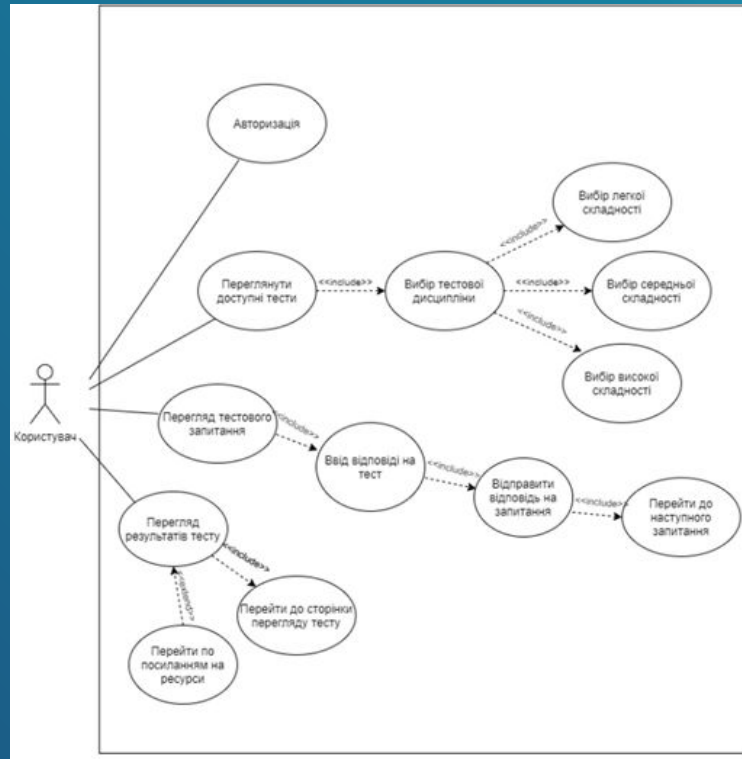 Авторизація
Вибір легкої
складності
<<include>>
Переглянути
доступні тести
<<include>>
Вибір тестової
дисципліни
<<include>>
Вибір середньої
складності
<<include>>
Вибір високої
складності
Користувач
Перегляд тестового
запитання
<<include>>
Ввід відповіді на
тест
<<include>>
Відправити
відповідь на
запитання
<<include>>
Перейти до
наступного
запитання
Перегляд
результатів тесту
<<include>>
Перейти до сторінки
перегляду тесту
<<extend>>
Перейти по
посиланням на
ресурси